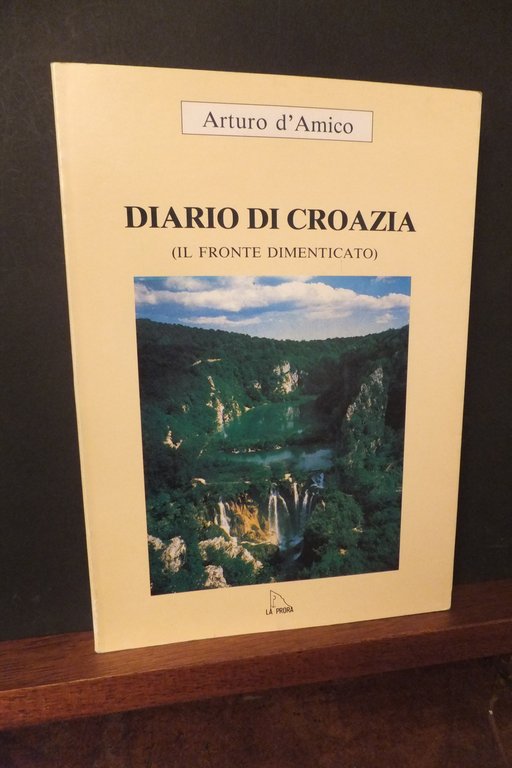 Arturo d'Amico
DIARIO DI CROAZIA
(IL FRONTE DIMENTICATO)
LA PRORA